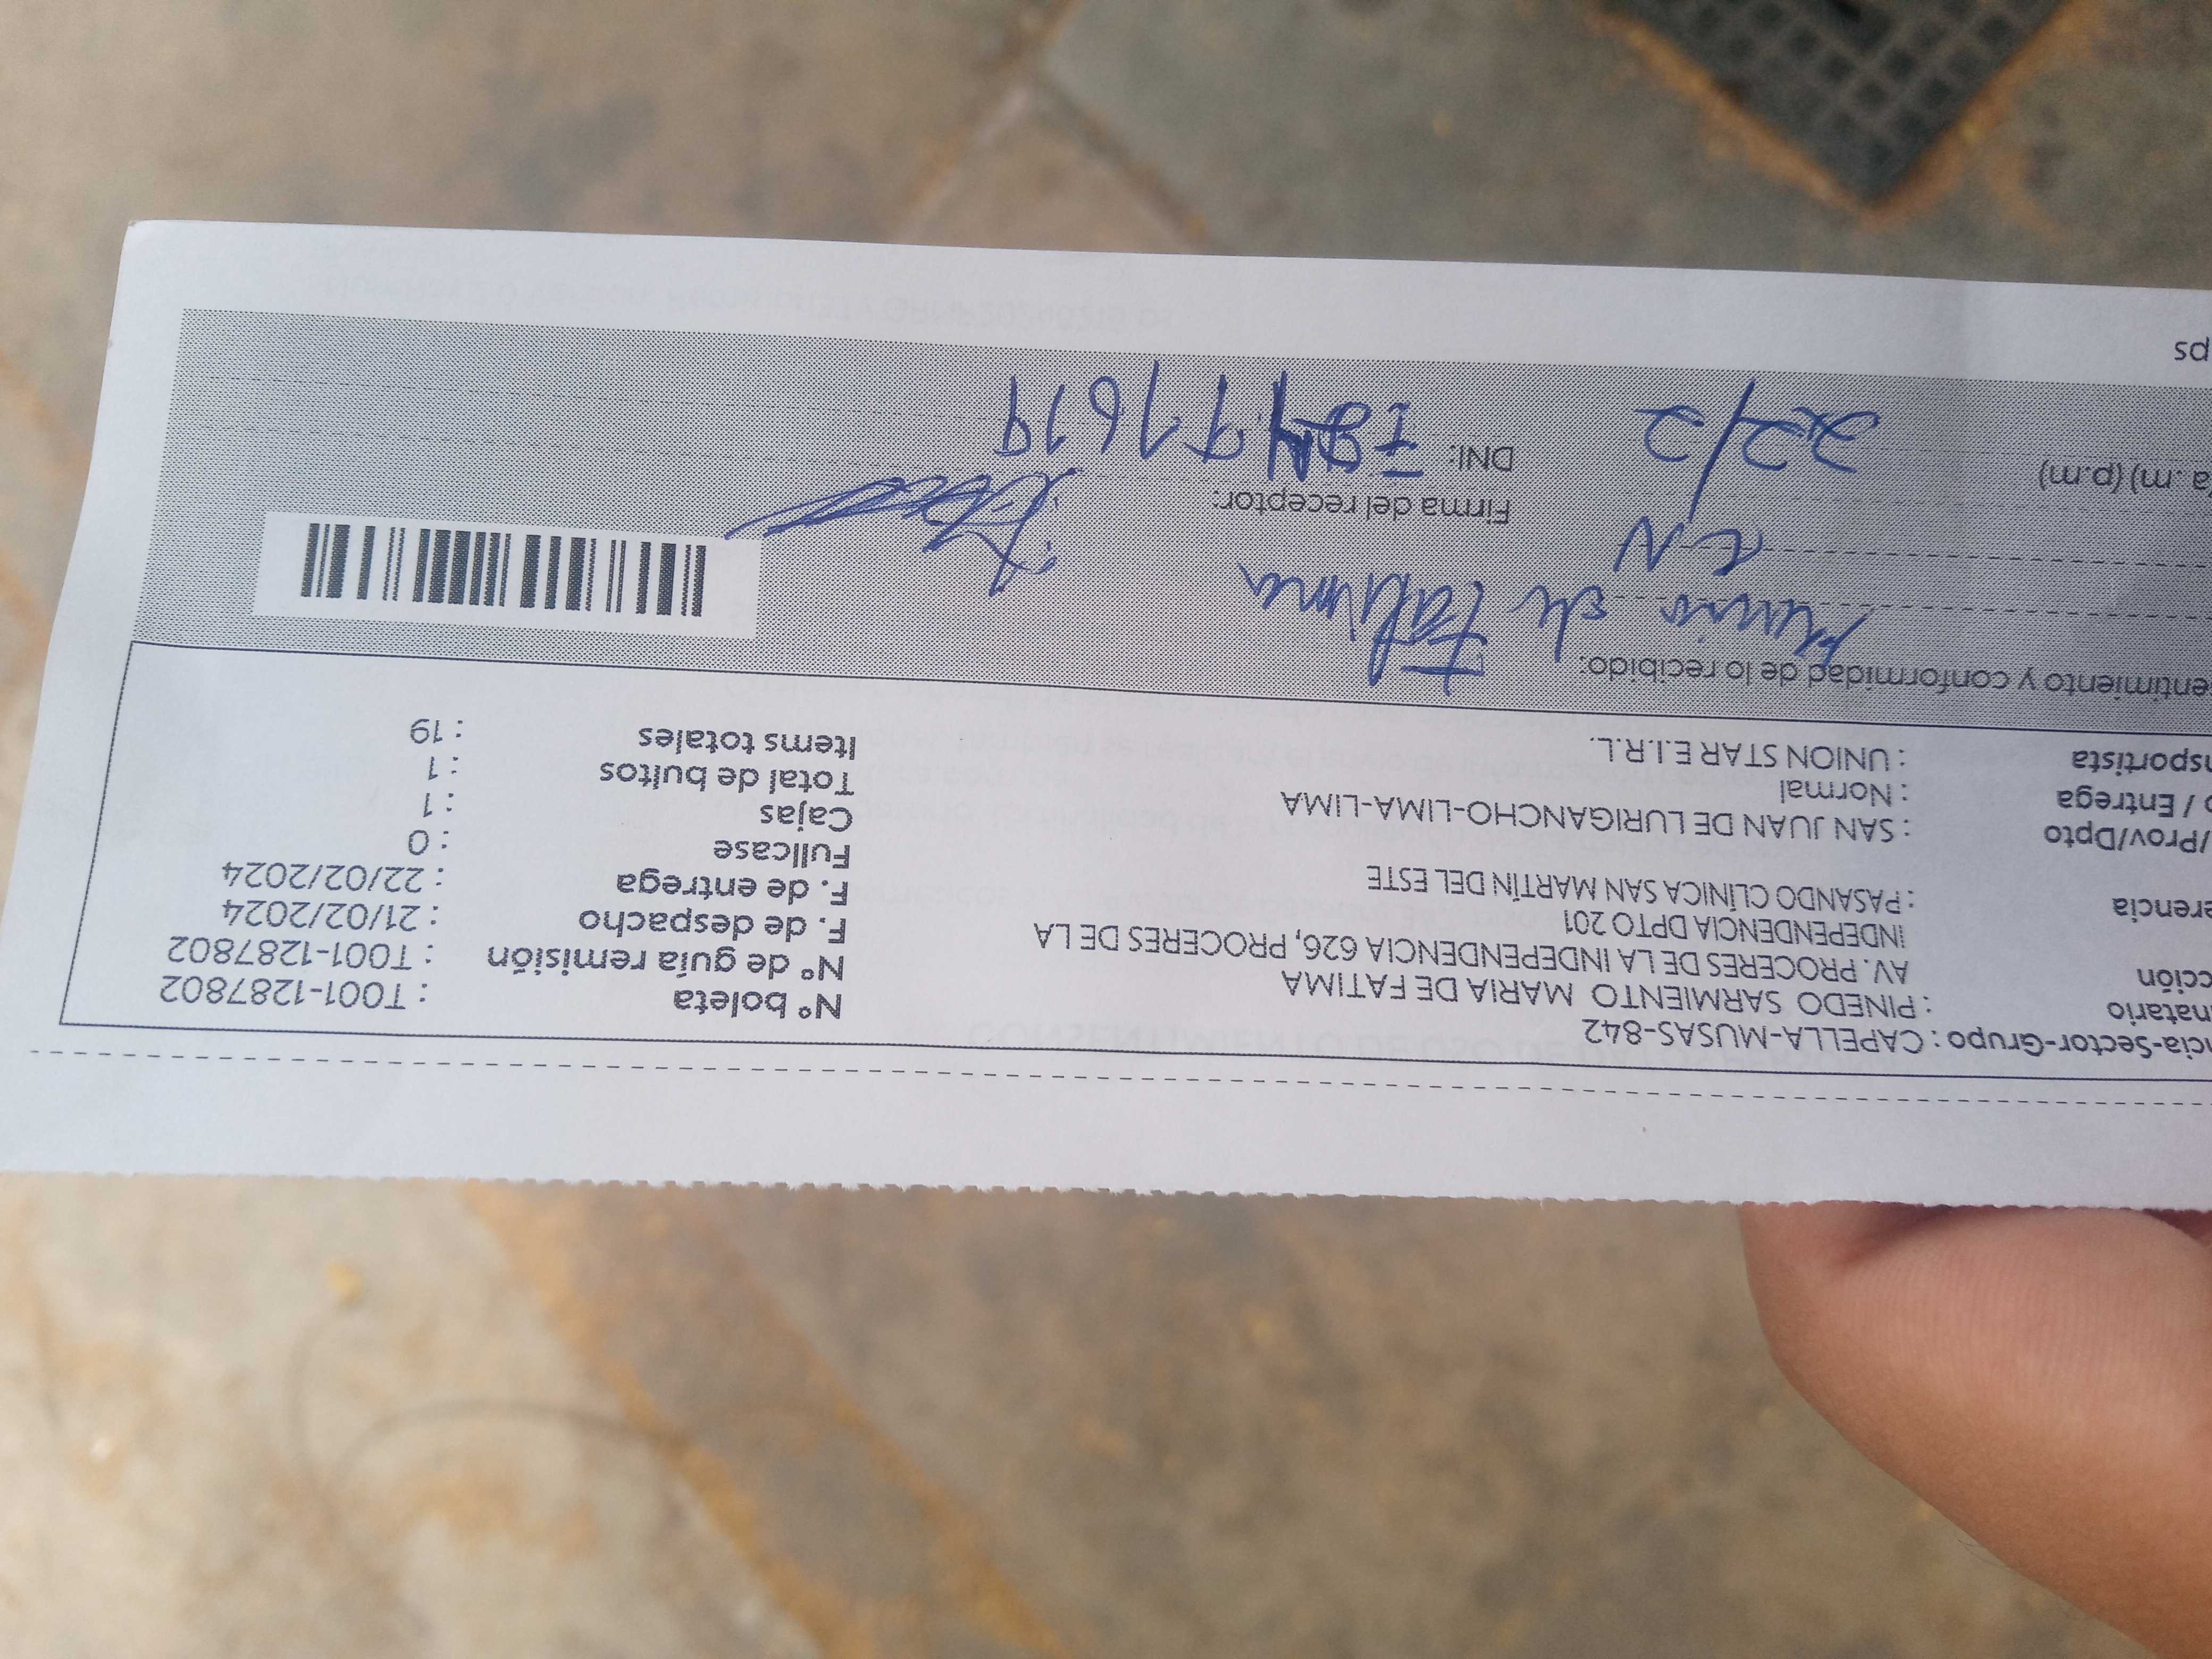 ncia-Sector-Grupo : CAPELLA-MUSAS-842
natario : PINEDO SARMIENTO MARIA DE FATIMA
cción AV. PROCERES DE LA INDEPENDENCIA 626, PROCERES DE LA
INDEPENDENCIA DPTO 201
erencia : PASANDO CLÍNICA SAN MARTÍN DEL ESTE
/Prov/Dpto : SAN JUAN DE LURIGANCHO-LIMA-LIMA
o / Entrega : Normal
nsportista : UNION STAR E.I.R.L.
N° boleta : T001-1287802
N° de guía remisión : T001-1287802
F. de despacho : 21/02/2024
F. de entrega : 22/02/2024
Fullcase : 0
Cajas : 1
Total de bultos : 1
Items totales : 19
entimiento y conformidad de lo recibido:
Maria de Fatima
Firma del receptor:
a .m) (p.m) 22/2
DNI:
ps